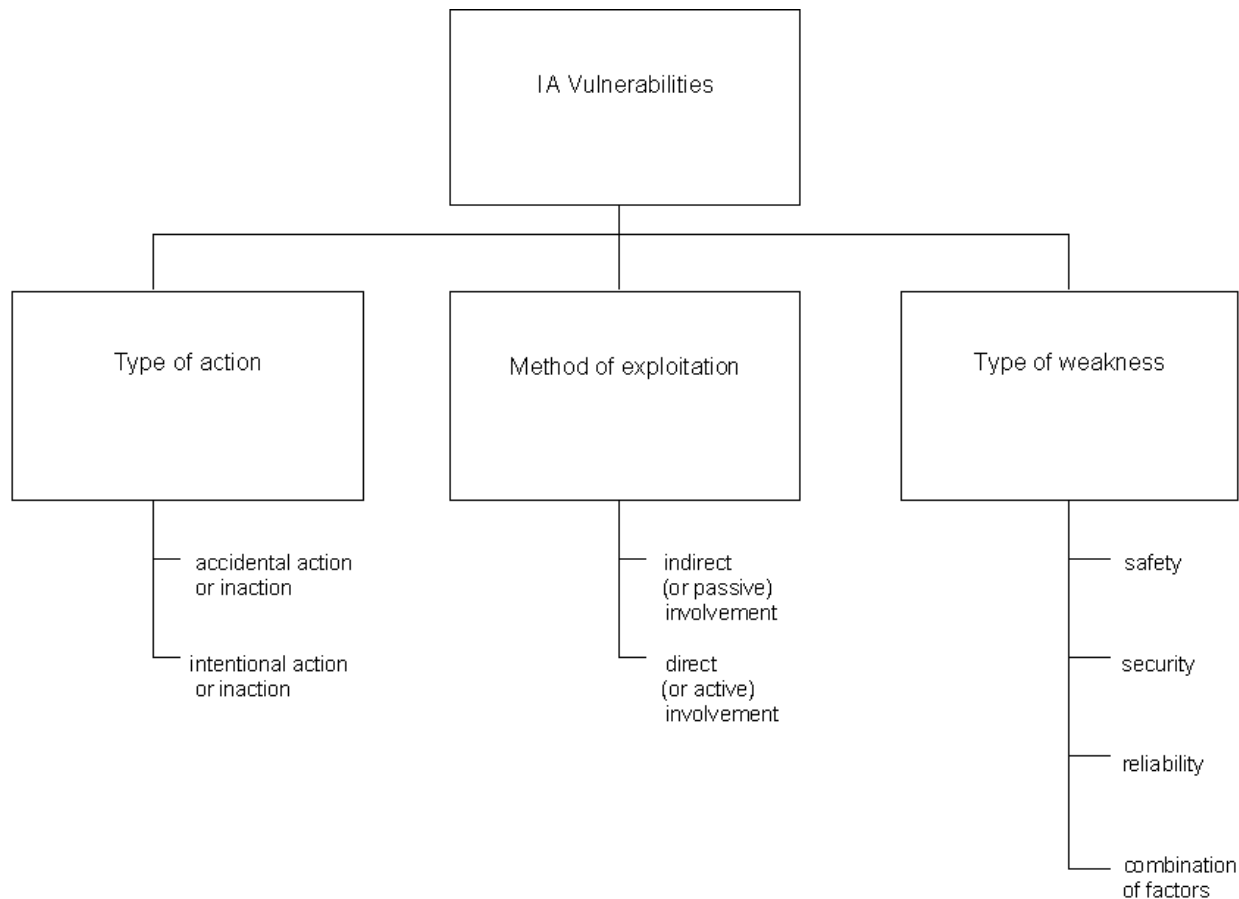 IA Vulnerabilities
Type of action
Method of exploitation
Type of weakness
accidental action
or inaction
intentional action
or inaction
indirect
(or passive)
involvement
direct
(or active)
involvement
safety
security
reliability
combination
of factors